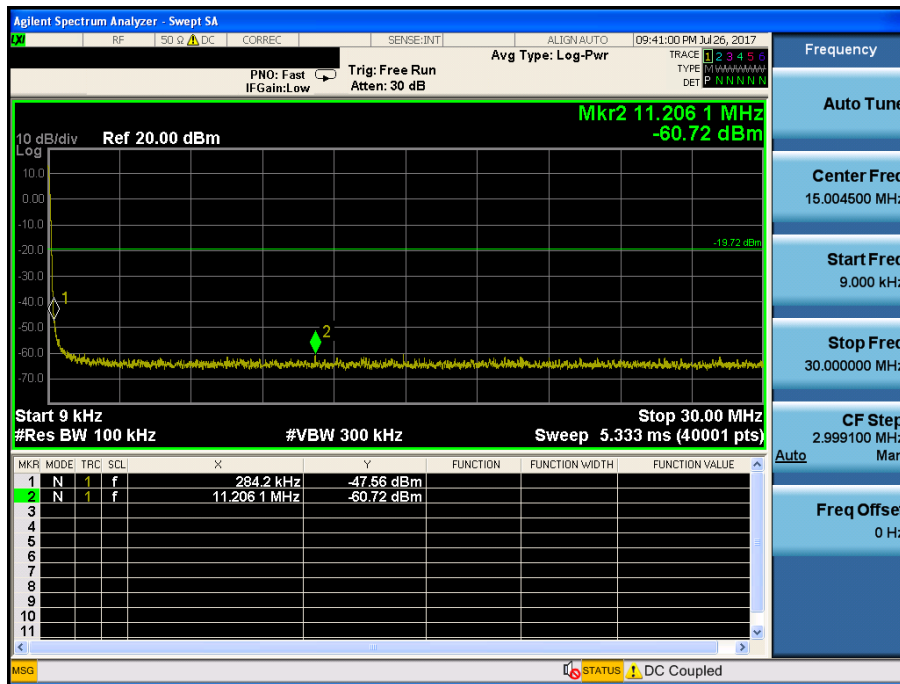 Agilent Spectrum Analyzer - Swept SA
LXI RF 50 Ω DC CORREC SENSE:INT ALIGN AUTO 09:41:00 PM Jul 26, 2017
Frequency
Avg Type: Log-Pwr
TRACE 1 2 3 4 5 6
PNO: Fast Trig: Free Run
TYPE M WWWWW
IFGain:Low Atten: 30 dB
DET P N N N N N
Auto Tune
Mkr2 11.206 1 MHz
10 dB/div Ref 20.00 dBm -60.72 dBm
Log
10.0
0.00
-10.0
-20.0
-19.72 dBm
-30.0
-40.0
-50.0
-60.0
-70.0
1
2
Center Freq
15.004500 MHz
Start Freq
9.000 kHz
Stop Freq
30.000000 MHz
Start 9 kHz Stop 30.00 MHz
#Res BW 100 kHz #VBW 300 kHz Sweep 5.333 ms (40001 pts)
CF Step
2.999100 MHz
Auto Man
MKR MODE TRC SCL X Y FUNCTION FUNCTION WIDTH FUNCTION VALUE
1 N 1 f 284.2 kHz -47.56 dBm
2 N 1 f 11.206 1 MHz -60.72 dBm
3
4
5
6
7
8
9
10
11
Freq Offset
0 Hz
MSG STATUS DC Coupled